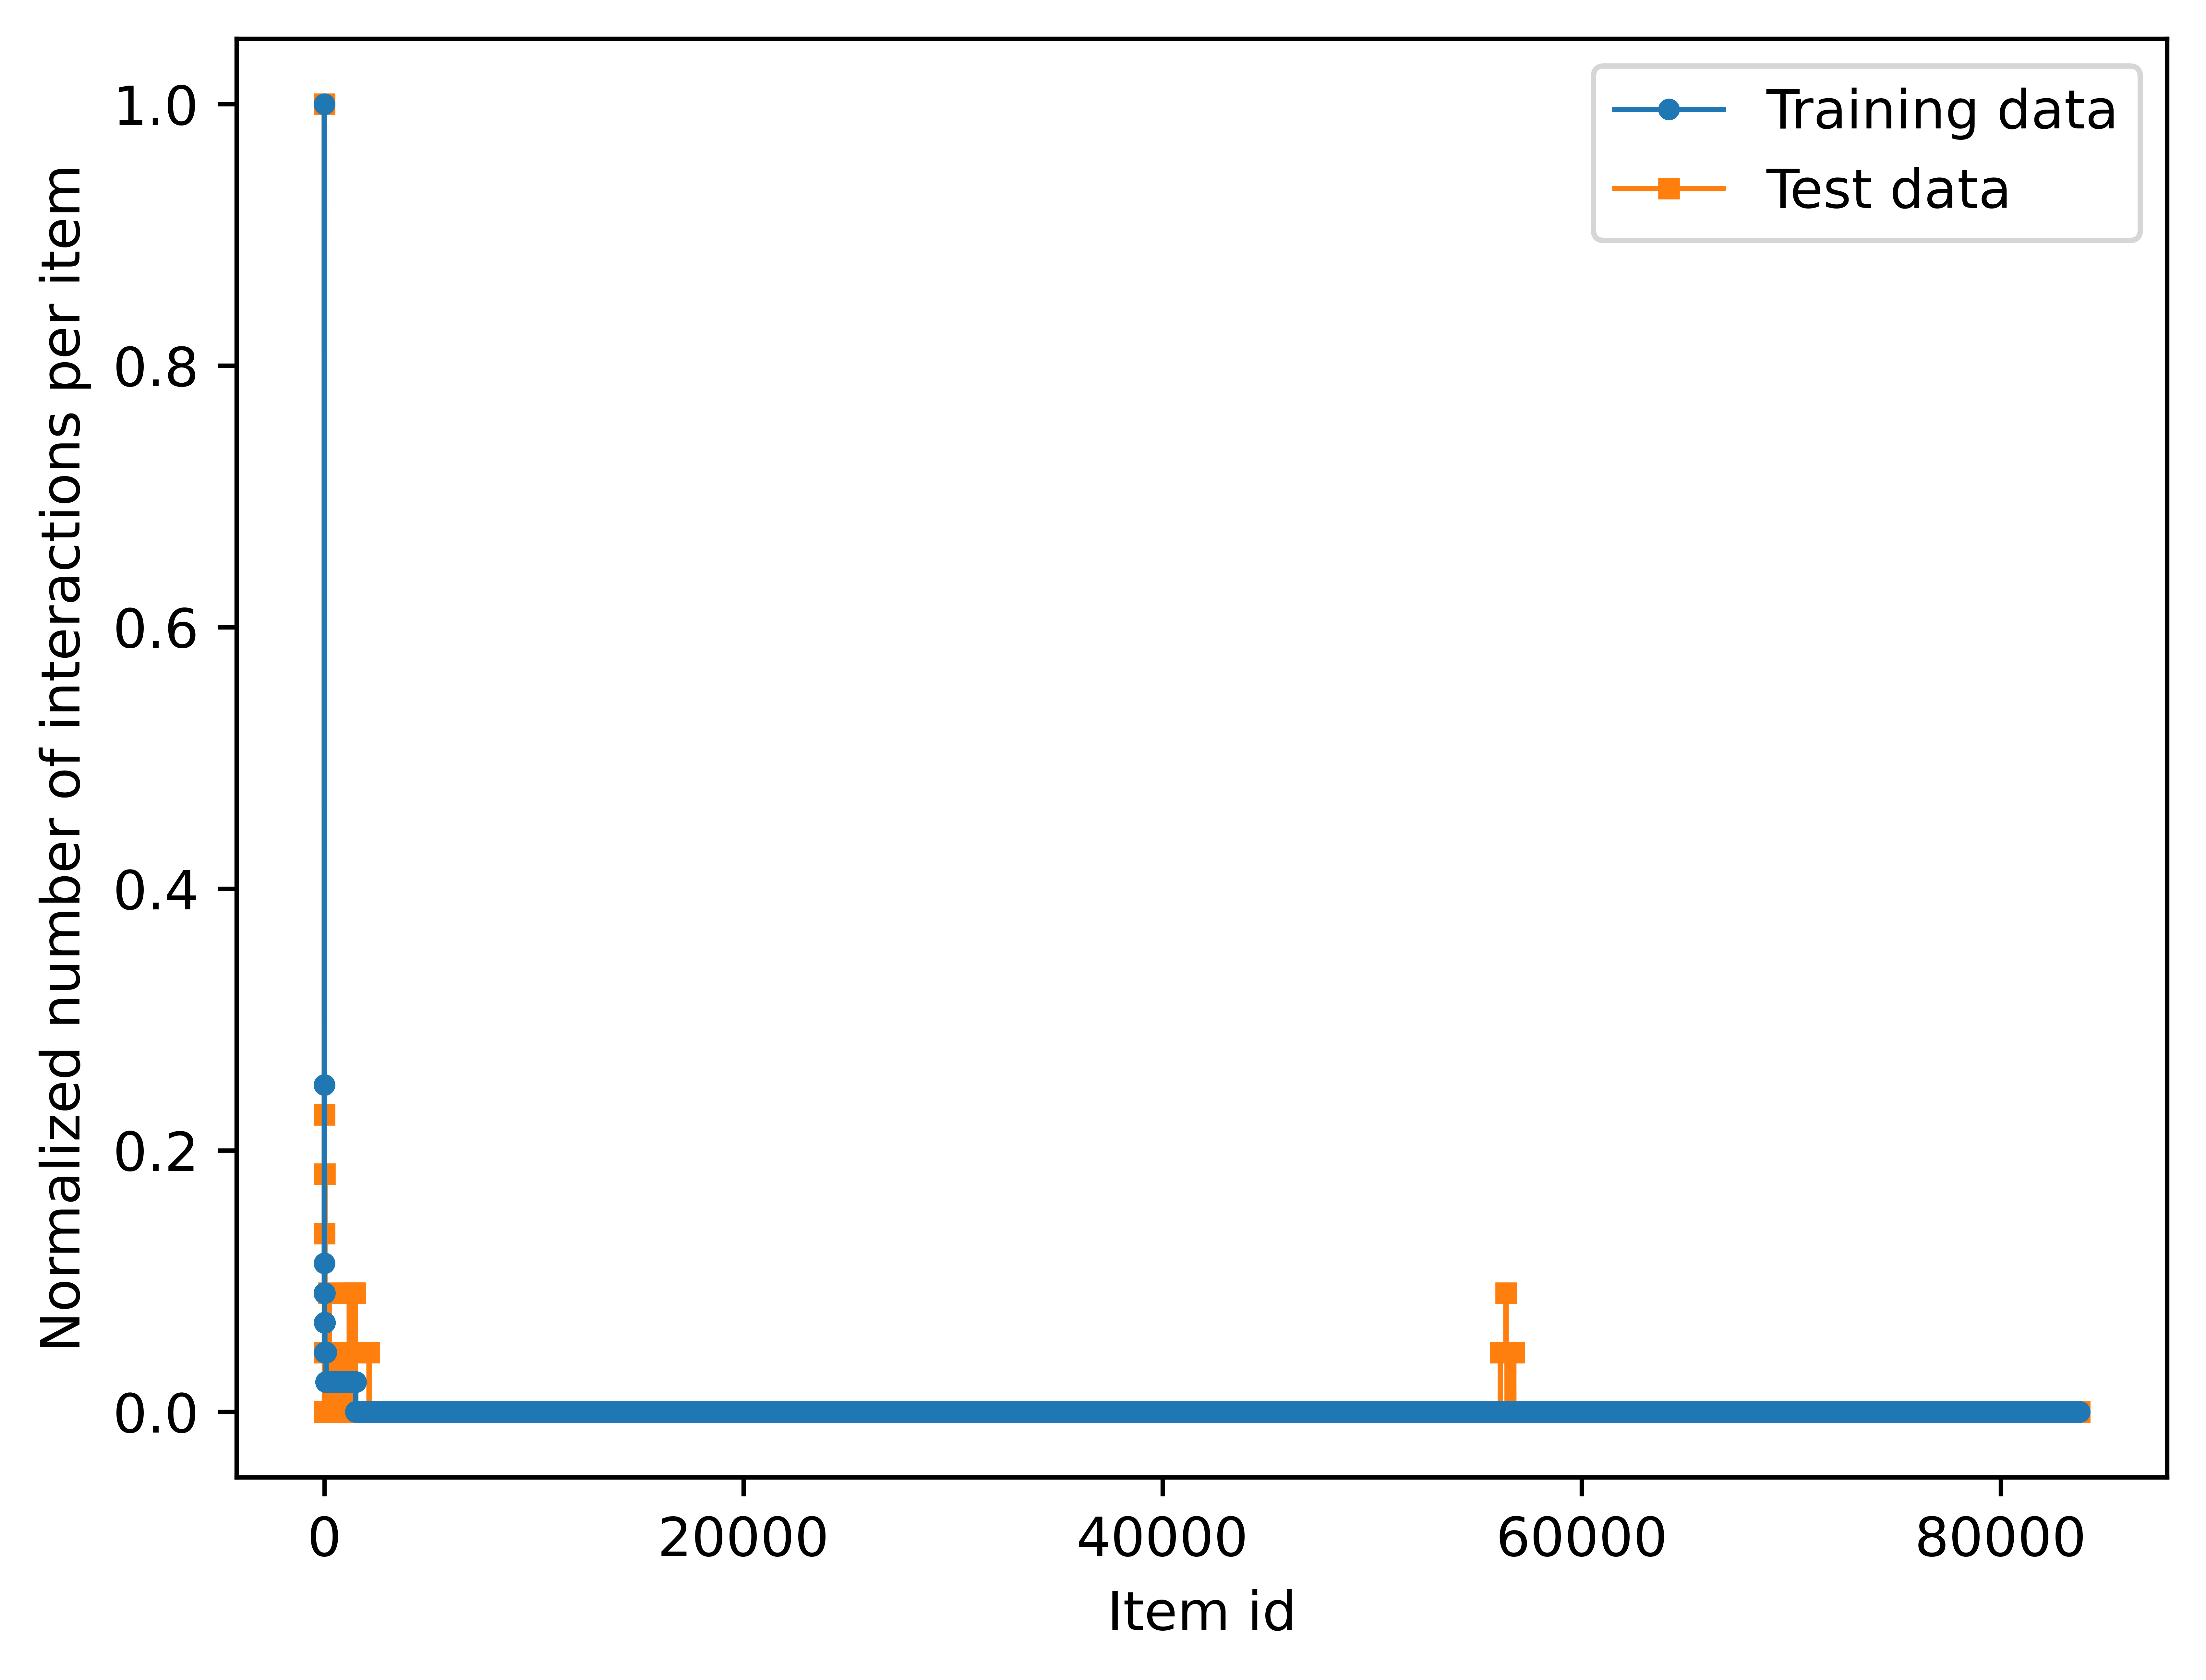 Training data
Test data
Normalized number of interactions per item
1.0
0.8
0.6
0.4
0.2
0.0
0 20000 40000 60000 80000
Item id